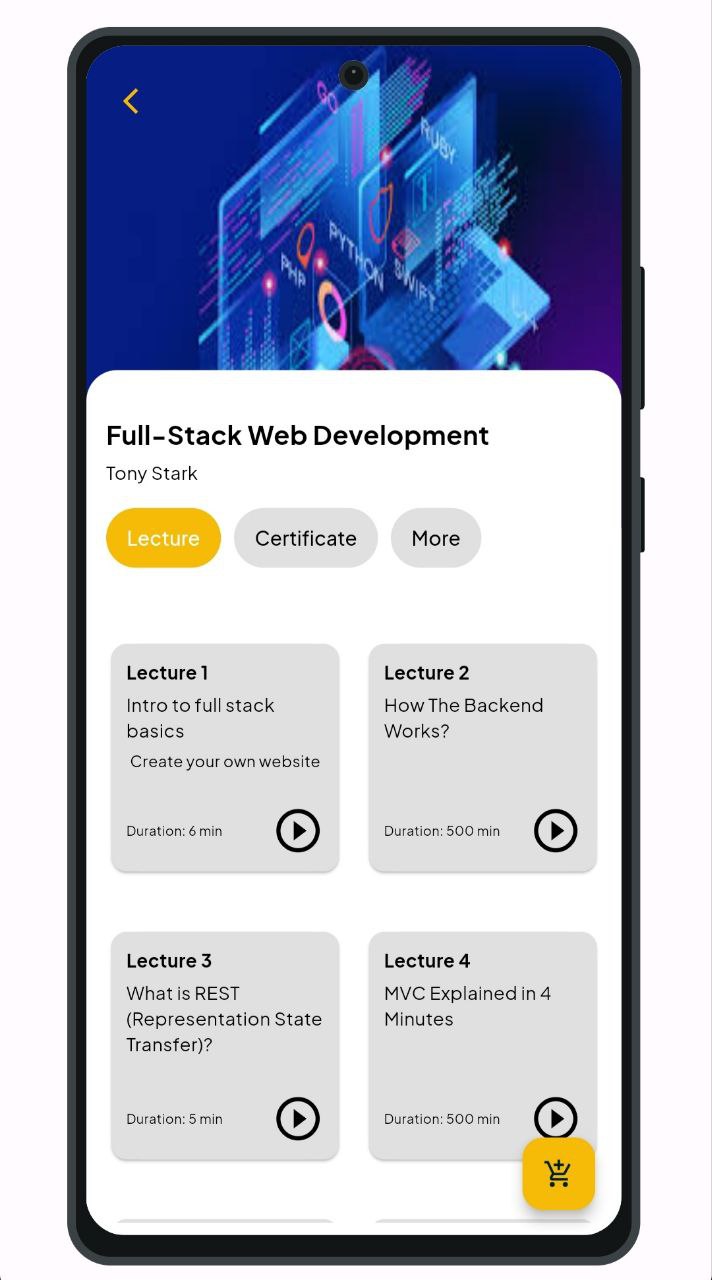 GO
RUBY
PYTHON
PHP
SWIFT
Full-Stack Web Development
Tony Stark
Lecture
Certificate
More
Lecture 1
Intro to full stack
basics
Create your own website
Duration: 6 min
Lecture 2
How The Backend
Works?
Duration: 500 min
Lecture 3
What is REST
(Representation State
Transfer)?
Duration: 5 min
Lecture 4
MVC Explained in 4
Minutes
Duration: 500 min